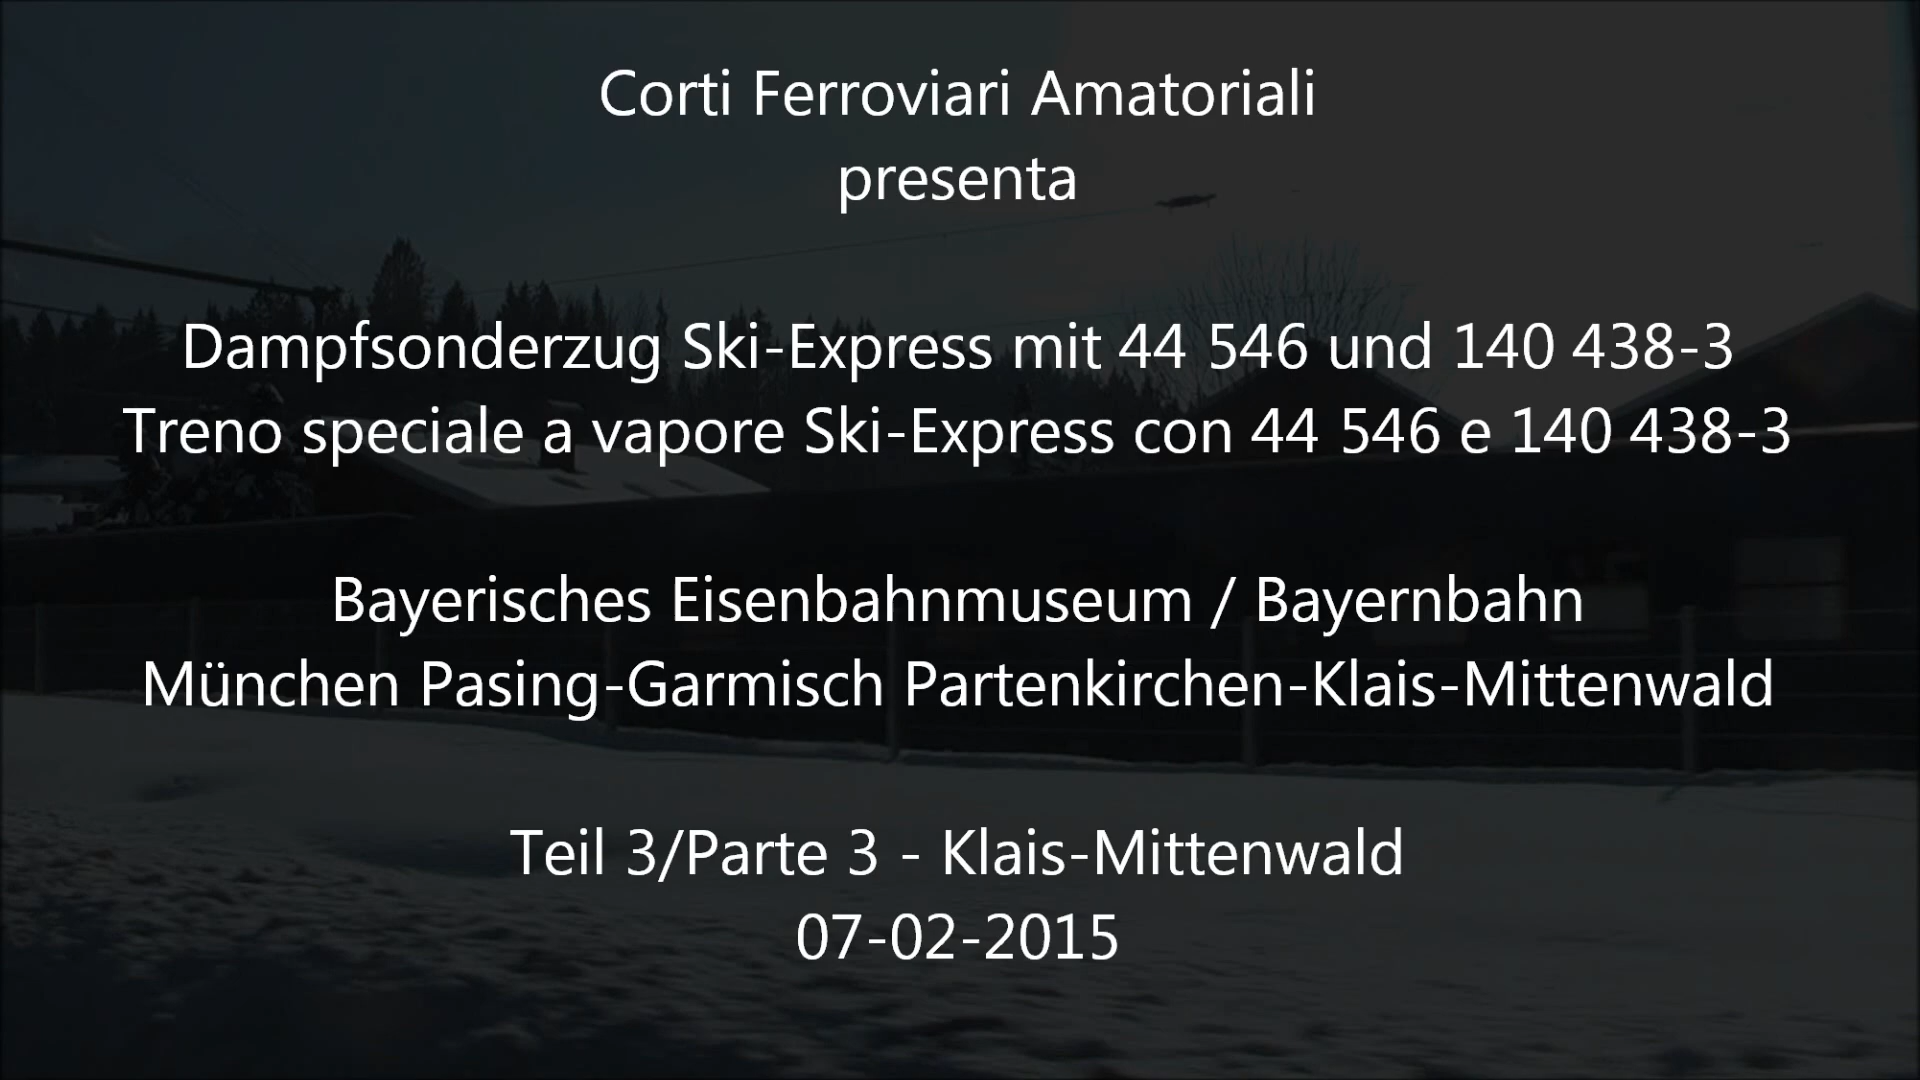 Corti Ferroviari Amatoriali
presenta
Dampfsonderzug Ski-Express mit 44 546 und 140 438-3
Treno speciale a vapore Ski-Express con 44 546 e 140 438-3
Bayerisches Eisenbahnmuseum / Bayernbahn
München Pasing-Garmisch Partenkirchen-Klais-Mittenwald
Teil 3/Parte 3 - Klais-Mittenwald
07-02-2015